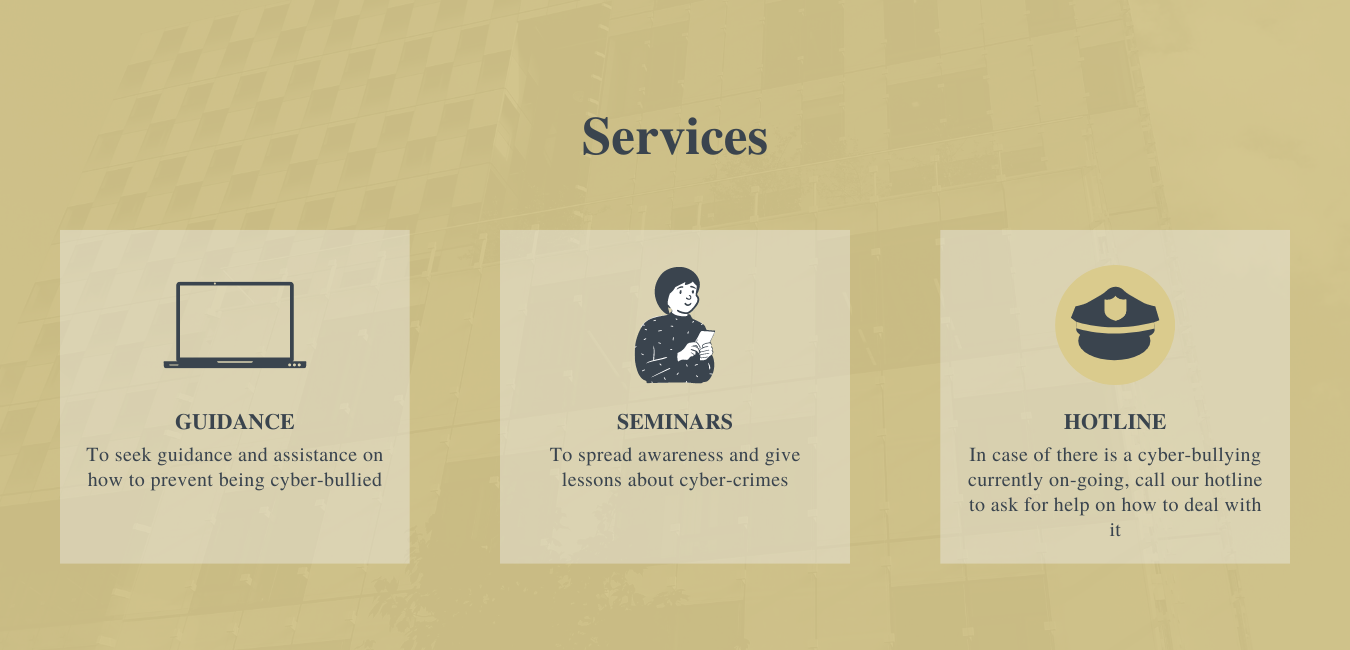 Services
GUIDANCE
To seek guidance and assistance on
how to prevent being cyber-bullied
SEMINARS
To spread awareness and give
lessons about cyber-crimes
HOTLINE
In case of there is a cyber-bullying
currently on-going, call our hotline
to ask for help on how to deal with
it